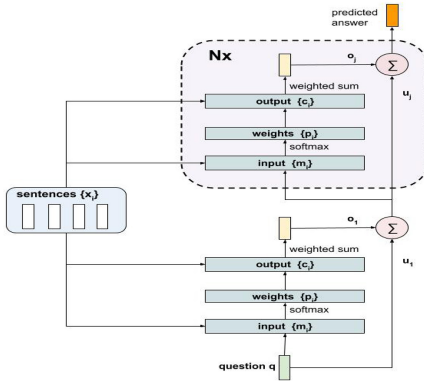 predicted
answer
Nx
o_j
Σ
weighted sum
output {c_i}
u_j
weights {p_i}
softmax
input {m_i}
sentences {x_i}
o_1
Σ
weighted sum
output {c_i}
u_1
weights {p_i}
softmax
input {m_i}
question q